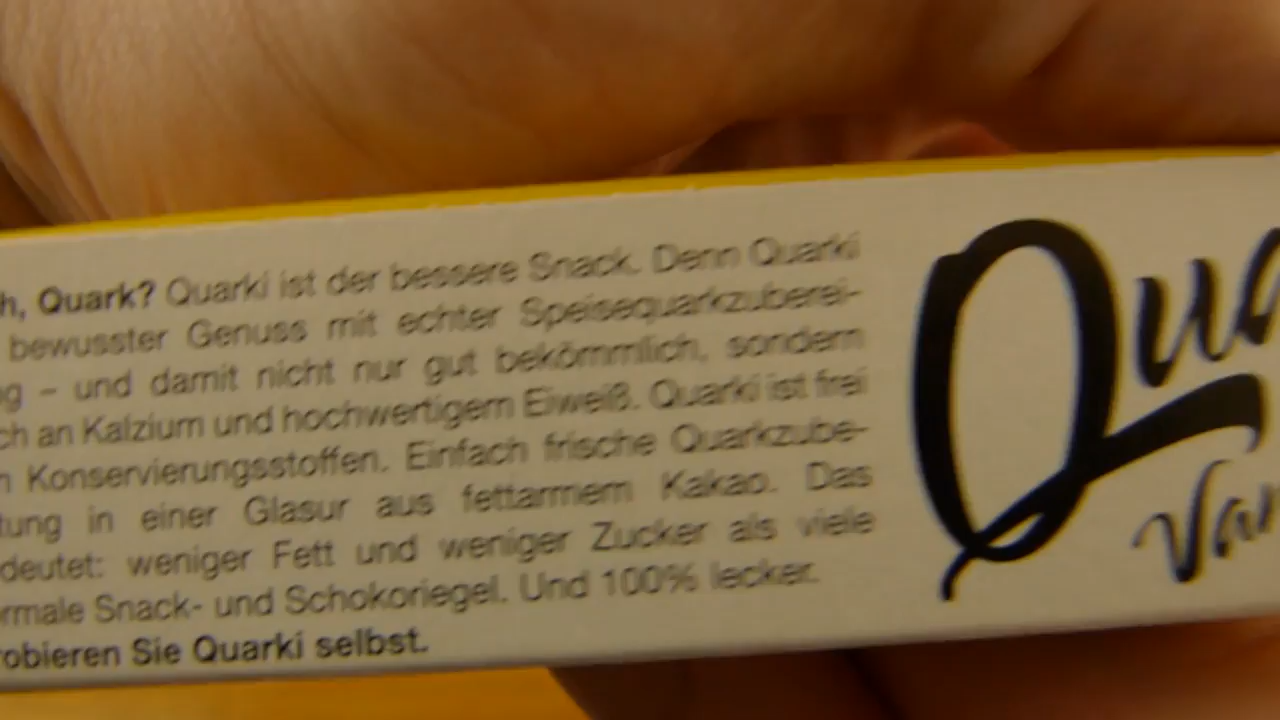 h, Quark? Quarki ist der bessere Snack. Denn Quarki
bewusster Genuss mit echter Speisequarkzuberei-
g – und damit nicht nur gut bekömmlich, sondern
ch an Kalzium und hochwertigem Eiweiß. Quarki ist frei
n Konservierungsstoffen. Einfach frische Quarkzube-
tung in einer Glasur aus fettarmem Kakao. Das
deutet: weniger Fett und weniger Zucker als viele
rmale Snack- und Schokoriegel. Und 100% lecker.
robieren Sie Quarki selbst.
Qua
Van